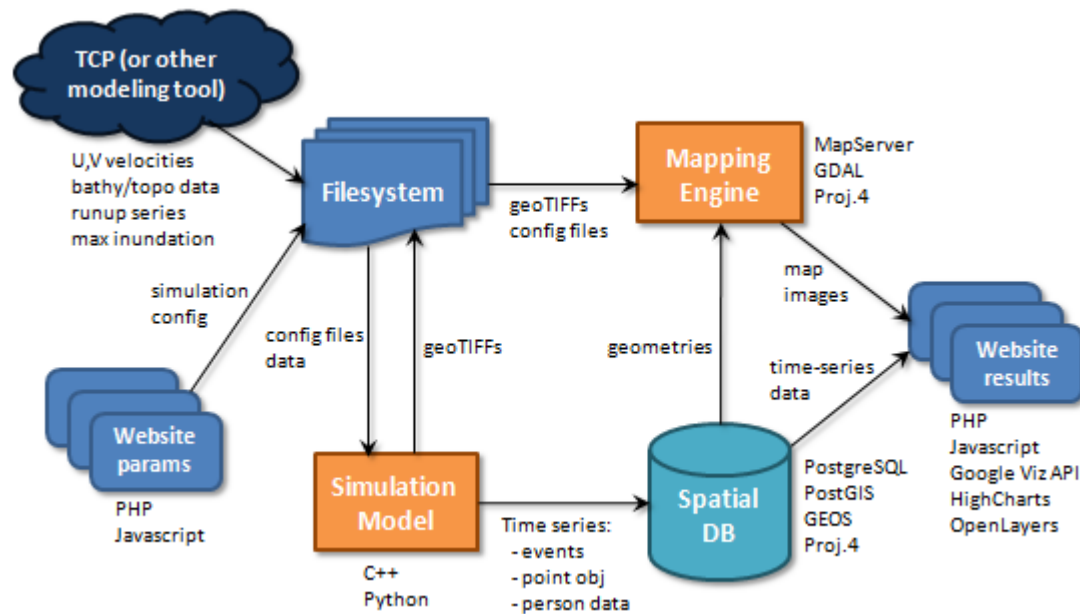 TCP (or other
modeling tool)
U,V velocities
bathy/topo data
runup series
max inundation
Filesystem
geoTIFFs
config files
Mapping
Engine
MapServer
GDAL
Proj.4
simulation
config
config files
data
geoTIFFs
geometries
map
images
time-series
data
Website
results
PHP
Javascript
Google Viz API
HighCharts
OpenLayers
Website
params
PHP
Javascript
Simulation
Model
C++
Python
Time series:
- events
- point obj
- person data
Spatial
DB
PostgreSQL
PostGIS
GEOS
Proj.4